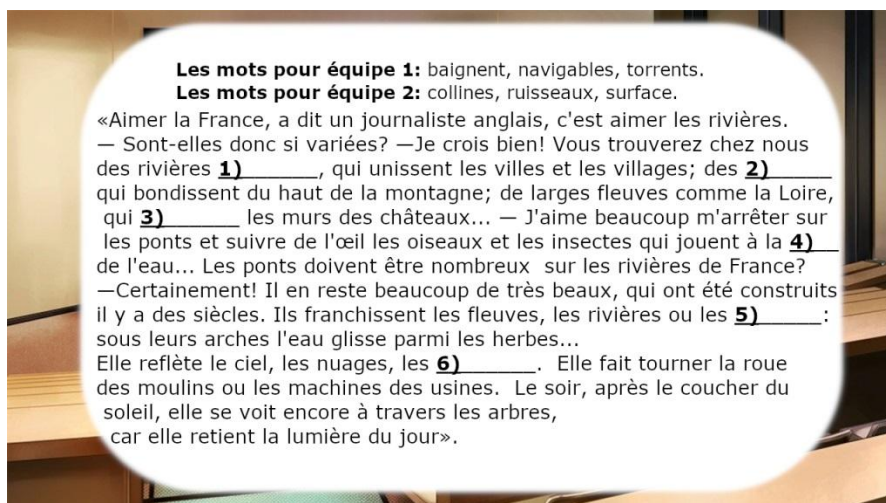 Les mots pour équipe 1: baignent, navigables, torrents.
Les mots pour équipe 2: collines, ruisseaux, surface.
«Aimer la France, a dit un journaliste anglais, c'est aimer les rivières.
— Sont-elles donc si variées? —Je crois bien! Vous trouverez chez nous
des rivières 1)______, qui unissent les villes et les villages; des 2)_____
qui bondissent du haut de la montagne; de larges fleuves comme la Loire,
qui 3)______ les murs des châteaux... — J'aime beaucoup m'arrêter sur
les ponts et suivre de l'œil les oiseaux et les insectes qui jouent à la 4)__
de l'eau... Les ponts doivent être nombreux sur les rivières de France?
—Certainement! Il en reste beaucoup de très beaux, qui ont été construits
il y a des siècles. Ils franchissent les fleuves, les rivières ou les 5)_____:
sous leurs arches l'eau glisse parmi les herbes...
Elle reflète le ciel, les nuages, les 6)______. Elle fait tourner la roue
des moulins ou les machines des usines. Le soir, après le coucher du
soleil, elle se voit encore à travers les arbres,
car elle retient la lumière du jour».